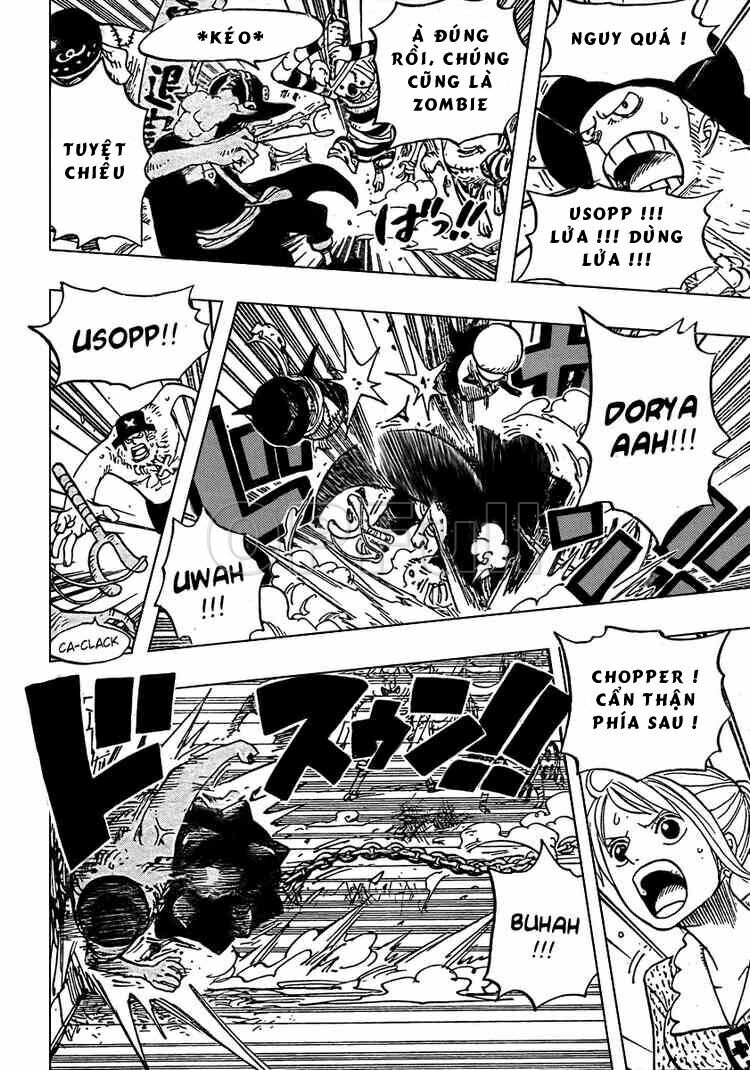 NGUY QUÁ !
USOPP !!!
LỬA !!! DÙNG
LỬA !!!
À ĐÚNG
RỒI, CHÚNG
CŨNG LÀ
ZOMBIE
*KÉO*
TUYỆT
CHIÊU
ばっ!!
DORYA
AAH!!!
USOPP!!
UWAH
!!!
CA-CLACK
CHOPPER !
CẨN THẬN
PHÍA SAU !
ドスゥン!!
BUHAH
!!!